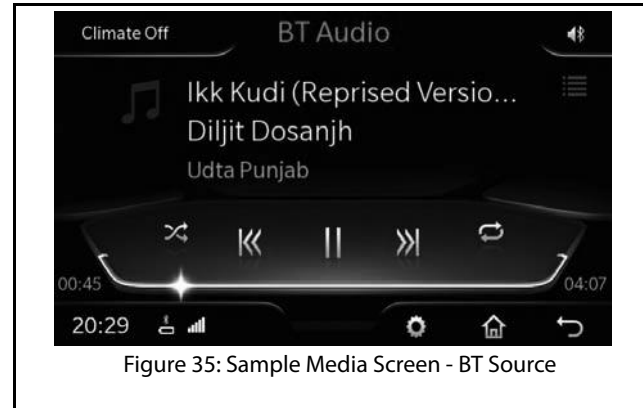 Climate Off
BT Audio
Ikk Kudi (Reprised Versio...
Diljit Dosanjh
Udta Punjab
00:45
04:07
20:29
Figure 35: Sample Media Screen - BT Source